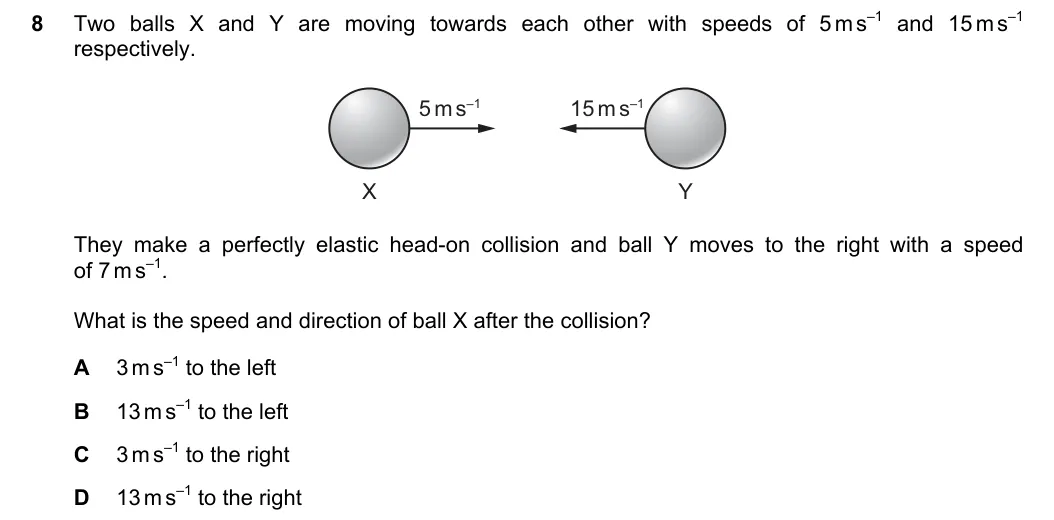 8 Two balls X and Y are moving towards each other with speeds of 5 m s⁻¹ and 15 m s⁻¹
respectively.
5 m s⁻¹ 15 m s⁻¹
X Y
They make a perfectly elastic head-on collision and ball Y moves to the right with a speed
of 7 m s⁻¹.
What is the speed and direction of ball X after the collision?
A 3 m s⁻¹ to the left
B 13 m s⁻¹ to the left
C 3 m s⁻¹ to the right
D 13 m s⁻¹ to the right